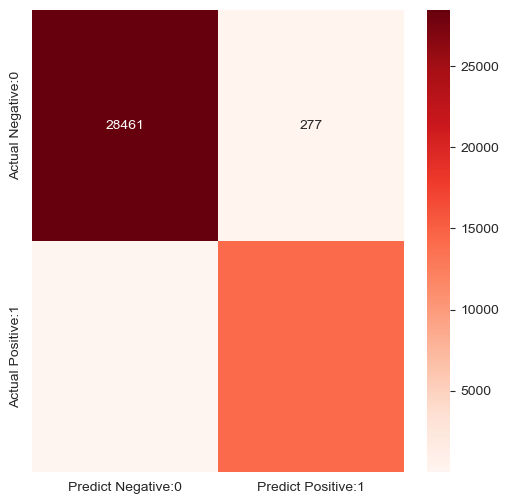 Actual Negative:0
28461
277
Actual Positive:1
Predict Negative:0
Predict Positive:1
25000
20000
15000
10000
5000